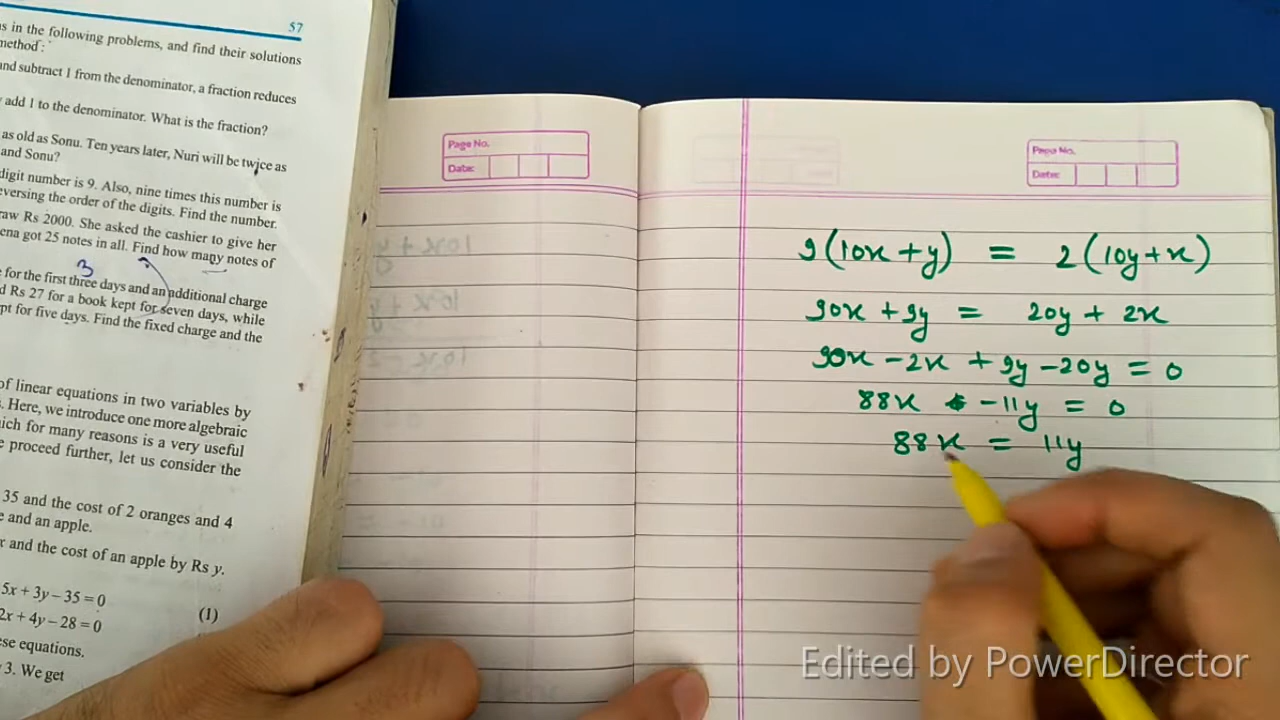 57
s in the following problems, and find their solutions
method :
and subtract 1 from the denominator, a fraction reduces
add 1 to the denominator. What is the fraction?
as old as Sonu. Ten years later, Nuri will be twice as
and Sonu?
digit number is 9. Also, nine times this number is
eversing the order of the digits. Find the number.
raw Rs 2000. She asked the cashier to give her
ena got 25 notes in all. Find how many notes of
3
e for the first three days and an additional charge
d Rs 27 for a book kept for seven days, while
pt for five days. Find the fixed charge and the
of linear equations in two variables by
. Here, we introduce one more algebraic
ich for many reasons is a very useful
e proceed further, let us consider the
35 and the cost of 2 oranges and 4
e and an apple.
x and the cost of an apple by Rs y.
5x + 3y – 35 = 0 (1)
2x + 4y – 28 = 0
ese equations.
3. We get
Page No.
Date:
Page No.
Date:
9(10x+y) = 2(10y+x)
90x + 9y = 20y + 2x
90x - 2x + 9y - 20y = 0
88x - 11y = 0
88x = 11y
Edited by PowerDirector